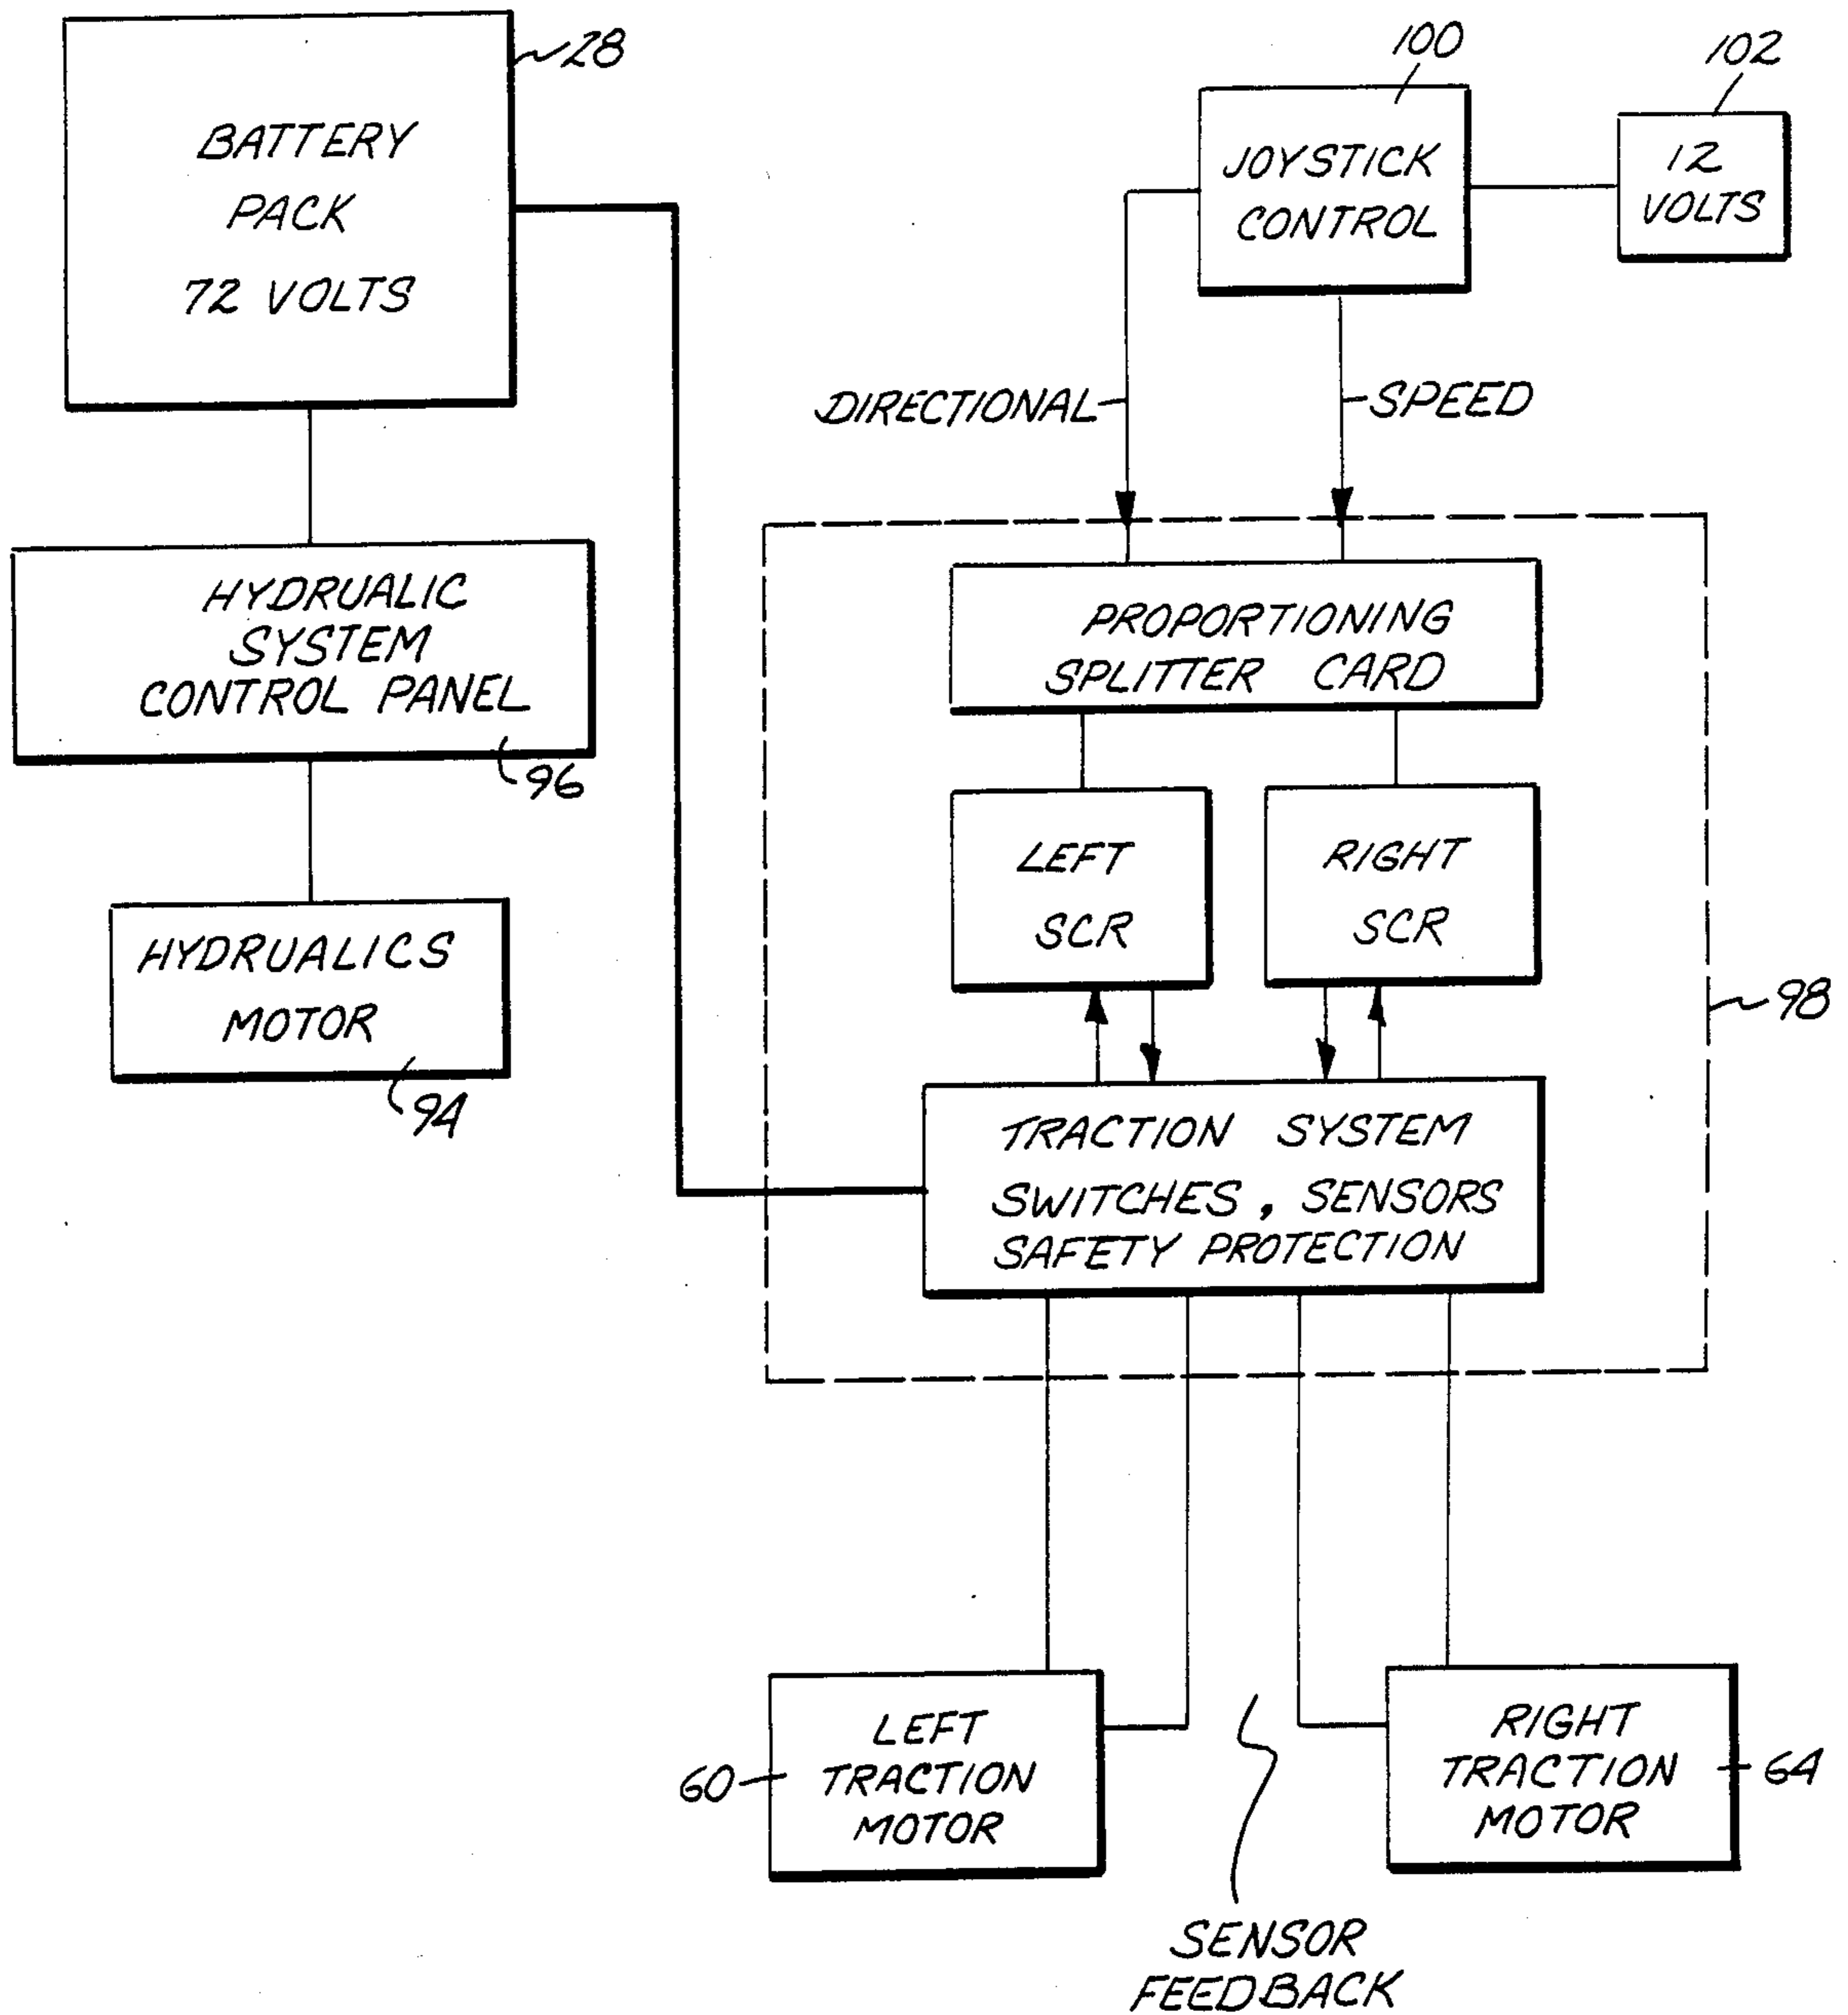 28
BATTERY
PACK
72 VOLTS
100
102
JOYSTICK
CONTROL
12
VOLTS
DIRECTIONAL
SPEED
HYDRUALIC
SYSTEM
CONTROL PANEL
96
PROPORTIONING
SPLITTER CARD
LEFT
SCR
RIGHT
SCR
HYDRUALICS
MOTOR
94
98
TRACTION SYSTEM
SWITCHES, SENSORS
SAFETY PROTECTION
60
LEFT
TRACTION
MOTOR
RIGHT
TRACTION
MOTOR
64
SENSOR
FEEDBACK